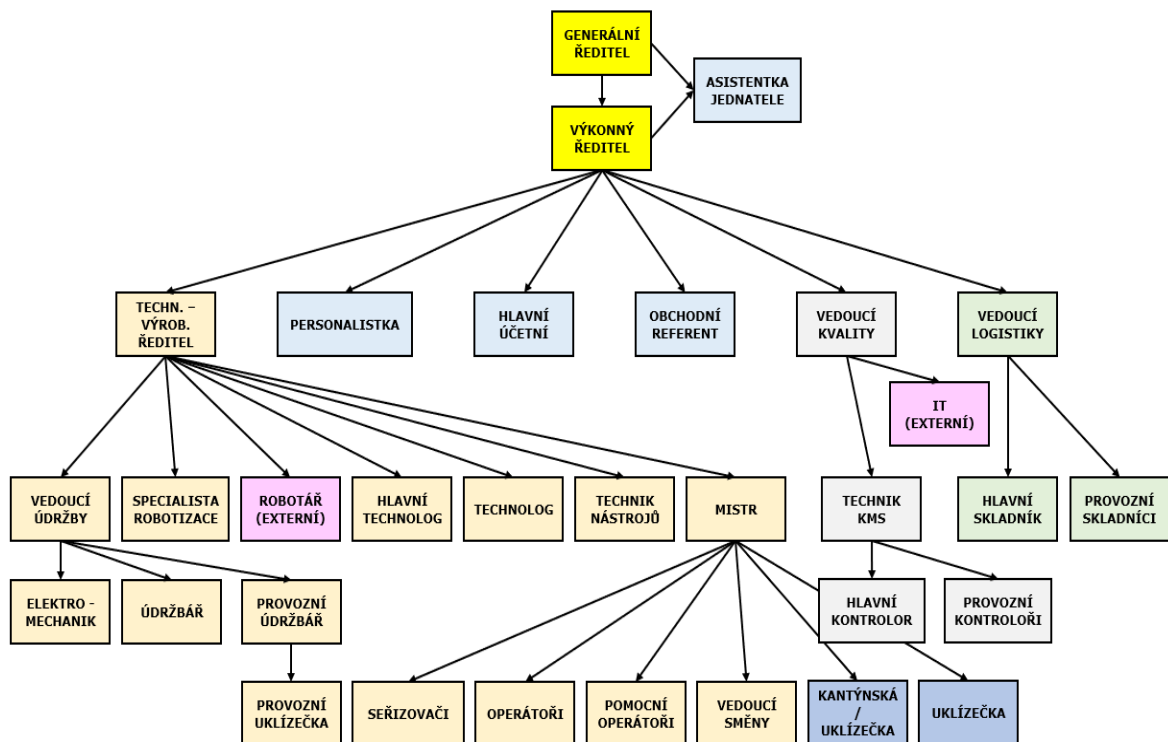 GENERÁLNÍ
ŘEDITEL
ASISTENTKA
JEDNATELE
VÝKONNÝ
ŘEDITEL
TECHN. –
VÝROB.
ŘEDITEL
PERSONALISTKA
HLAVNÍ
ÚČETNÍ
OBCHODNÍ
REFERENT
VEDOUCÍ
KVALITY
VEDOUCÍ
LOGISTIKY
IT
(EXTERNÍ)
VEDOUCÍ
ÚDRŽBY
SPECIALISTA
ROBOTIZACE
ROBOTÁŘ
(EXTERNÍ)
HLAVNÍ
TECHNOLOG
TECHNOLOG
TECHNIK
NÁSTROJŮ
MISTR
TECHNIK
KMS
HLAVNÍ
SKLADNÍK
PROVOZNÍ
SKLADNÍCI
ELEKTRO -
MECHANIK
ÚDRŽBÁŘ
PROVOZNÍ
ÚDRŽBÁŘ
HLAVNÍ
KONTROLOR
PROVOZNÍ
KONTROLOŘI
PROVOZNÍ
UKLÍZEČKA
SEŘIZOVAČI
OPERÁTOŘI
POMOCNÍ
OPERÁTOŘI
VEDOUCÍ
SMĚNY
KANTÝNSKÁ
/
UKLÍZEČKA
UKLÍZEČKA